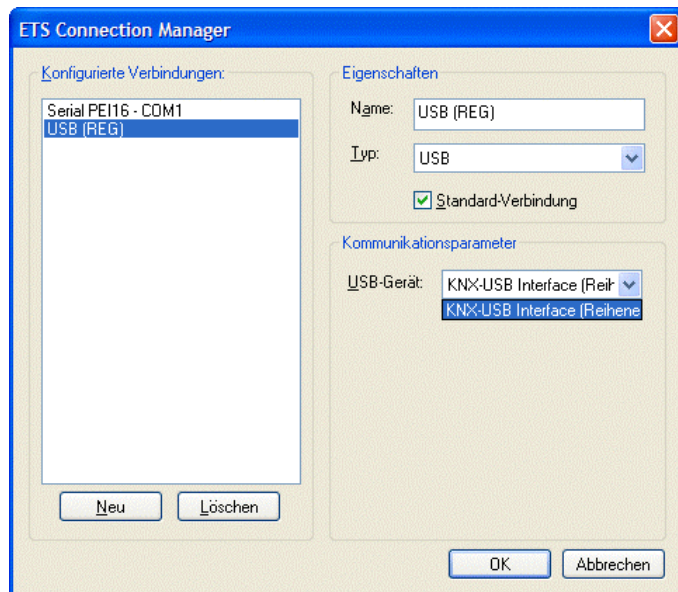 ETS Connection Manager
Konfigurierte Verbindungen:
Serial PEI16 - COM1
USB (REG)
Neu
Löschen
Eigenschaften
Name:
USB (REG)
Typ:
USB
Standard-Verbindung
Kommunikationsparameter
USB-Gerät:
KNX-USB Interface (Reih
KNX-USB Interface (Reihene
OK
Abbrechen